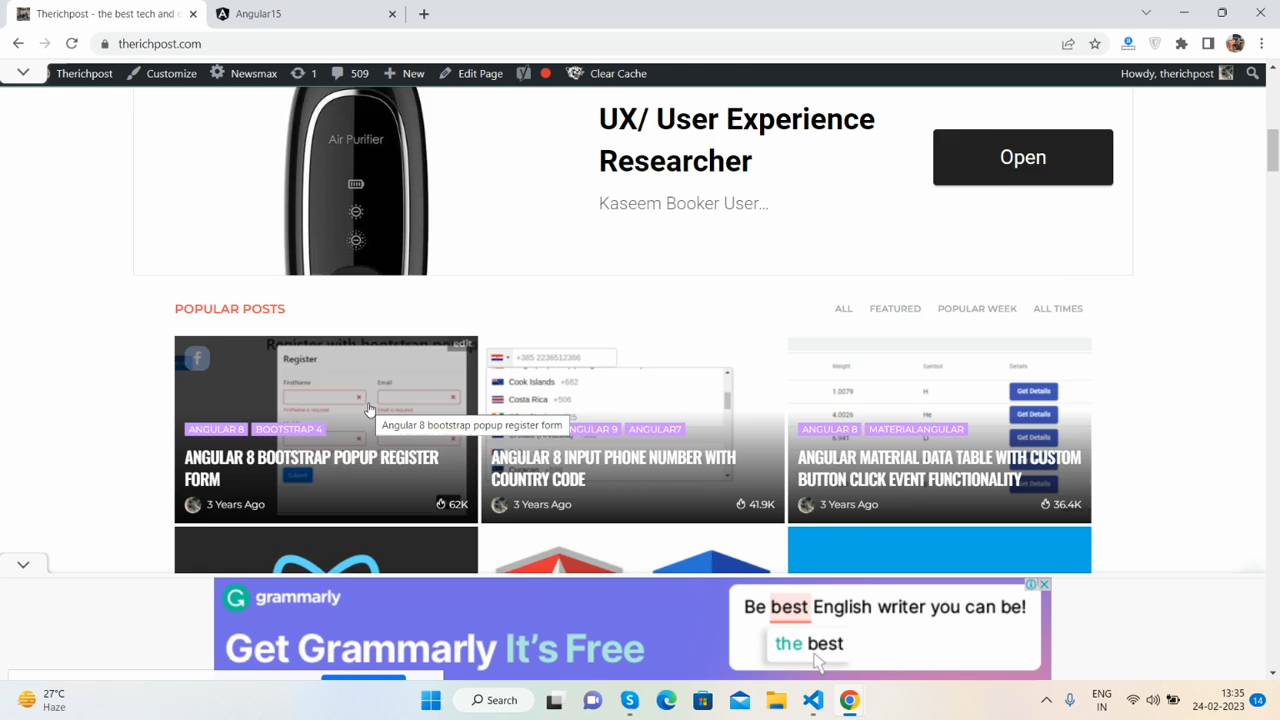 Therichpost - the best tech and
Angular15
therichpost.com
Therichpost Customize Newsmax 1 509 New Edit Page Clear Cache Howdy, therichpost
Air Purifier
UX/ User Experience
Researcher
Kaseem Booker User...
Open
POPULAR POSTS
ALL FEATURED POPULAR WEEK ALL TIMES
edit
Register
FirstName Email
ANGULAR 8 BOOTSTRAP 4
Angular 8 bootstrap popup register form
ANGULAR 8 BOOTSTRAP POPUP REGISTER
FORM
3 Years Ago 62K
+385 2236512366
Cook Islands +682
Costa Rica +506
ANGULAR7
ANGULAR 8 INPUT PHONE NUMBER WITH
COUNTRY CODE
3 Years Ago 41.9K
Weight Symbol Details
1.0079 H Get Details
4.0026 He Get Details
6.941 Get Details
ANGULAR 8 MATERIALANGULAR
ANGULAR MATERIAL DATA TABLE WITH CUSTOM
BUTTON CLICK EVENT FUNCTIONALITY
3 Years Ago 36.4K
grammarly
Get Grammarly It's Free
Be best English writer you can be!
the best
27°C
Haze
Search
ENG
IN
13:35
24-02-2023
14